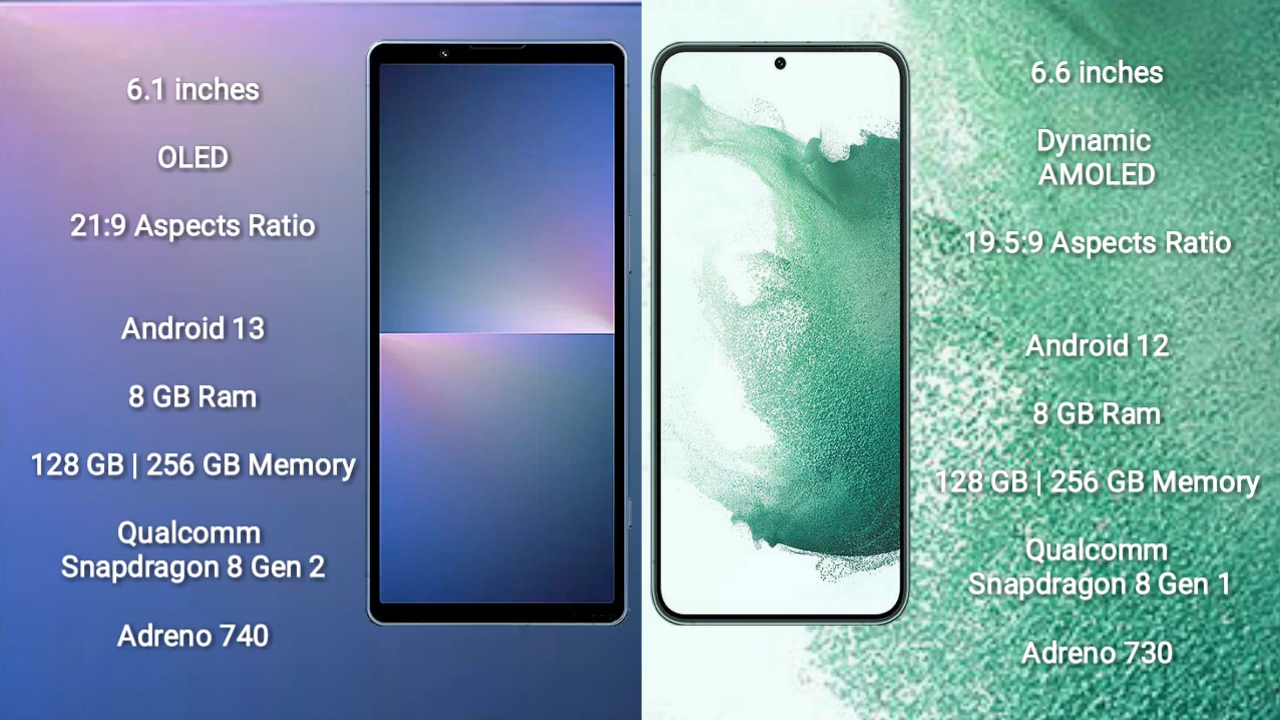 6.1 inches
OLED
21:9 Aspects Ratio
Android 13
8 GB Ram
128 GB | 256 GB Memory
Qualcomm
Snapdragon 8 Gen 2
Adreno 740
6.6 inches
Dynamic
AMOLED
19.5:9 Aspects Ratio
Android 12
8 GB Ram
128 GB | 256 GB Memory
Qualcomm
Snapdragon 8 Gen 1
Adreno 730